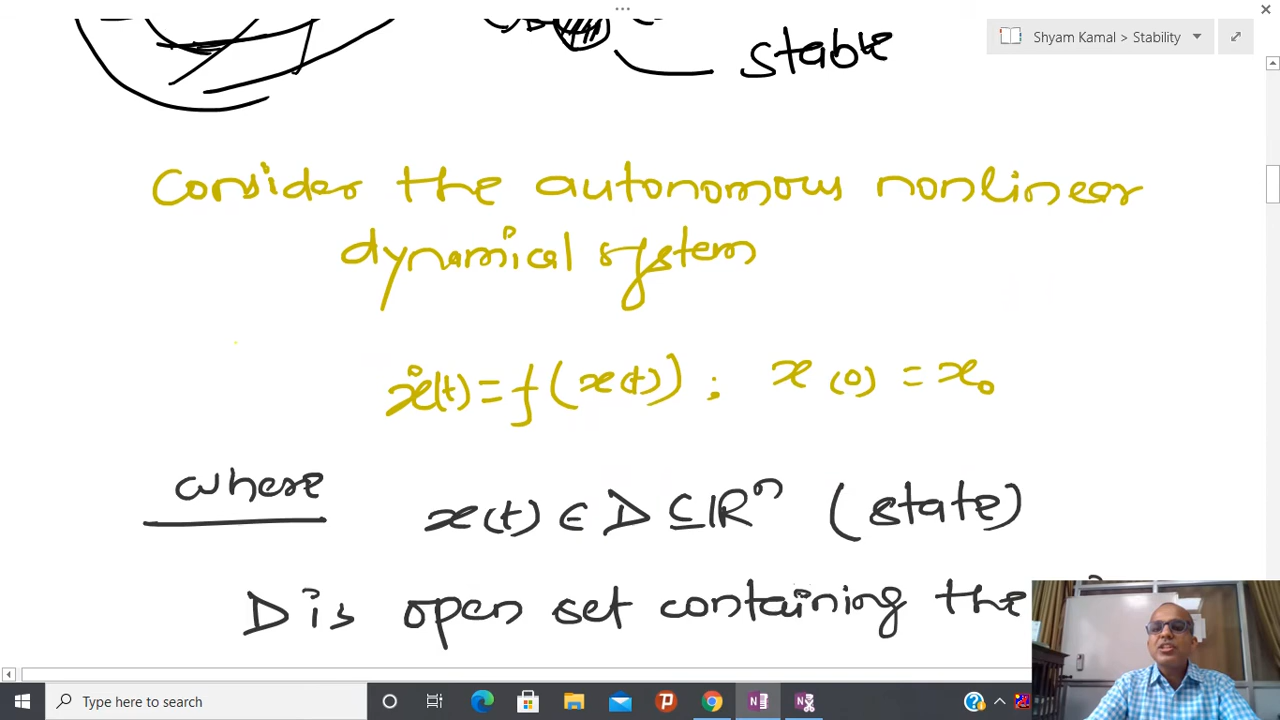 Shyam Kamal > Stability
stable
Consider the autonomous nonlinear
dynamical system
ẋ(t) = f(x(t)) ; x(0) = x₀
where x(t) ∈ D ⊆ ℝⁿ (state)
D is open set containing the
Type here to search